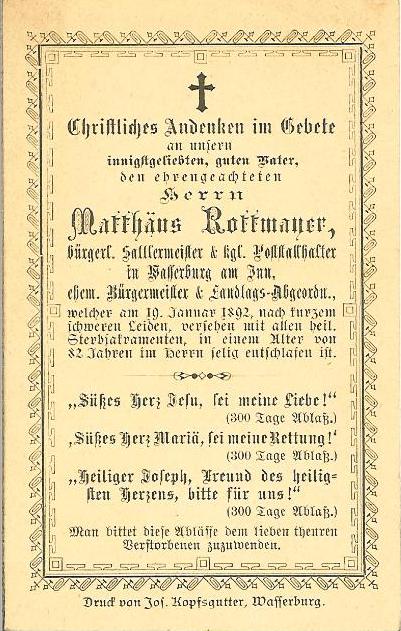 Christliches Andenken im Gebete
an unsern
innigstgeliebten, guten Vater,
den ehrengeachteten
Herrn
Matthäus Rottmayer,
bürgerl. Sattlermeister & kgl. Poststallhalter
in Wasserburg am Inn,
ehem. Bürgermeister & Landtags-Abgeordn.,
welcher am 19. Januar 1892, nach kurzem
schweren Leiden, versehen mit allen heil.
Sterbsakramenten, in einem Alter von
82 Jahren im Herrn selig entschlafen ist.
„Süßes Herz Jesu, sei meine Liebe!“
(300 Tage Ablaß.)
„Süßes Herz Mariä, sei meine Rettung!“
(300 Tage Ablaß.)
„Heiliger Joseph, Freund des heilig-
sten Herzens, bitte für uns!“
(300 Tage Ablaß.)
Man bittet diese Ablässe dem lieben theuren
Verstorbenen zuzuwenden.
Druck von Jos. Kopfsgutter, Wasserburg.